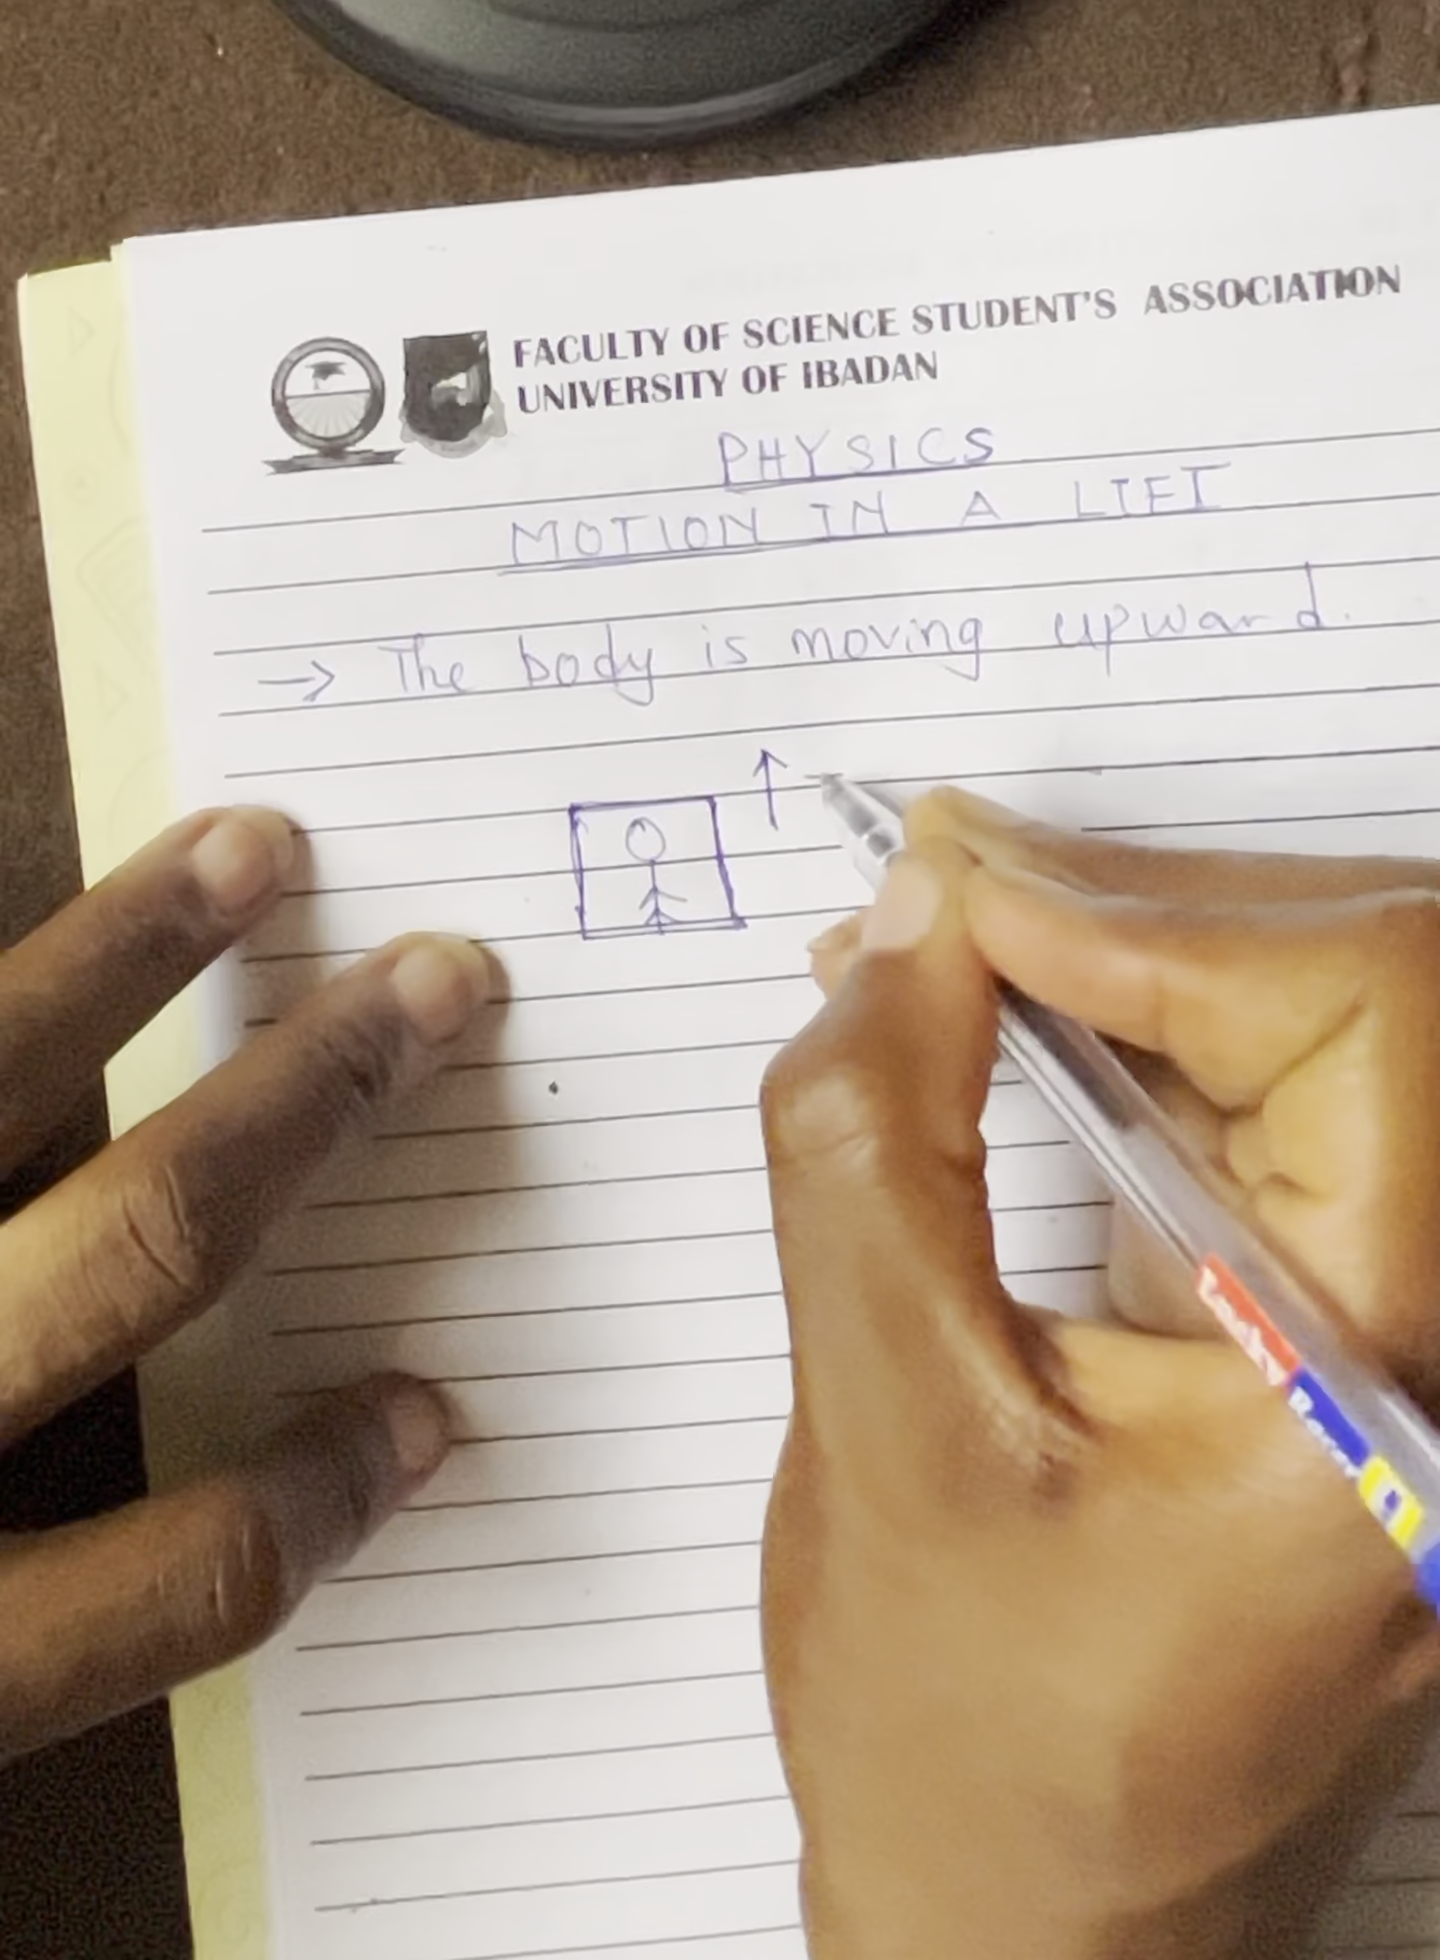 FACULTY OF SCIENCE STUDENT'S ASSOCIATION
UNIVERSITY OF IBADAN
PHYSICS
MOTION IN A LIFT
→ The body is moving upward.